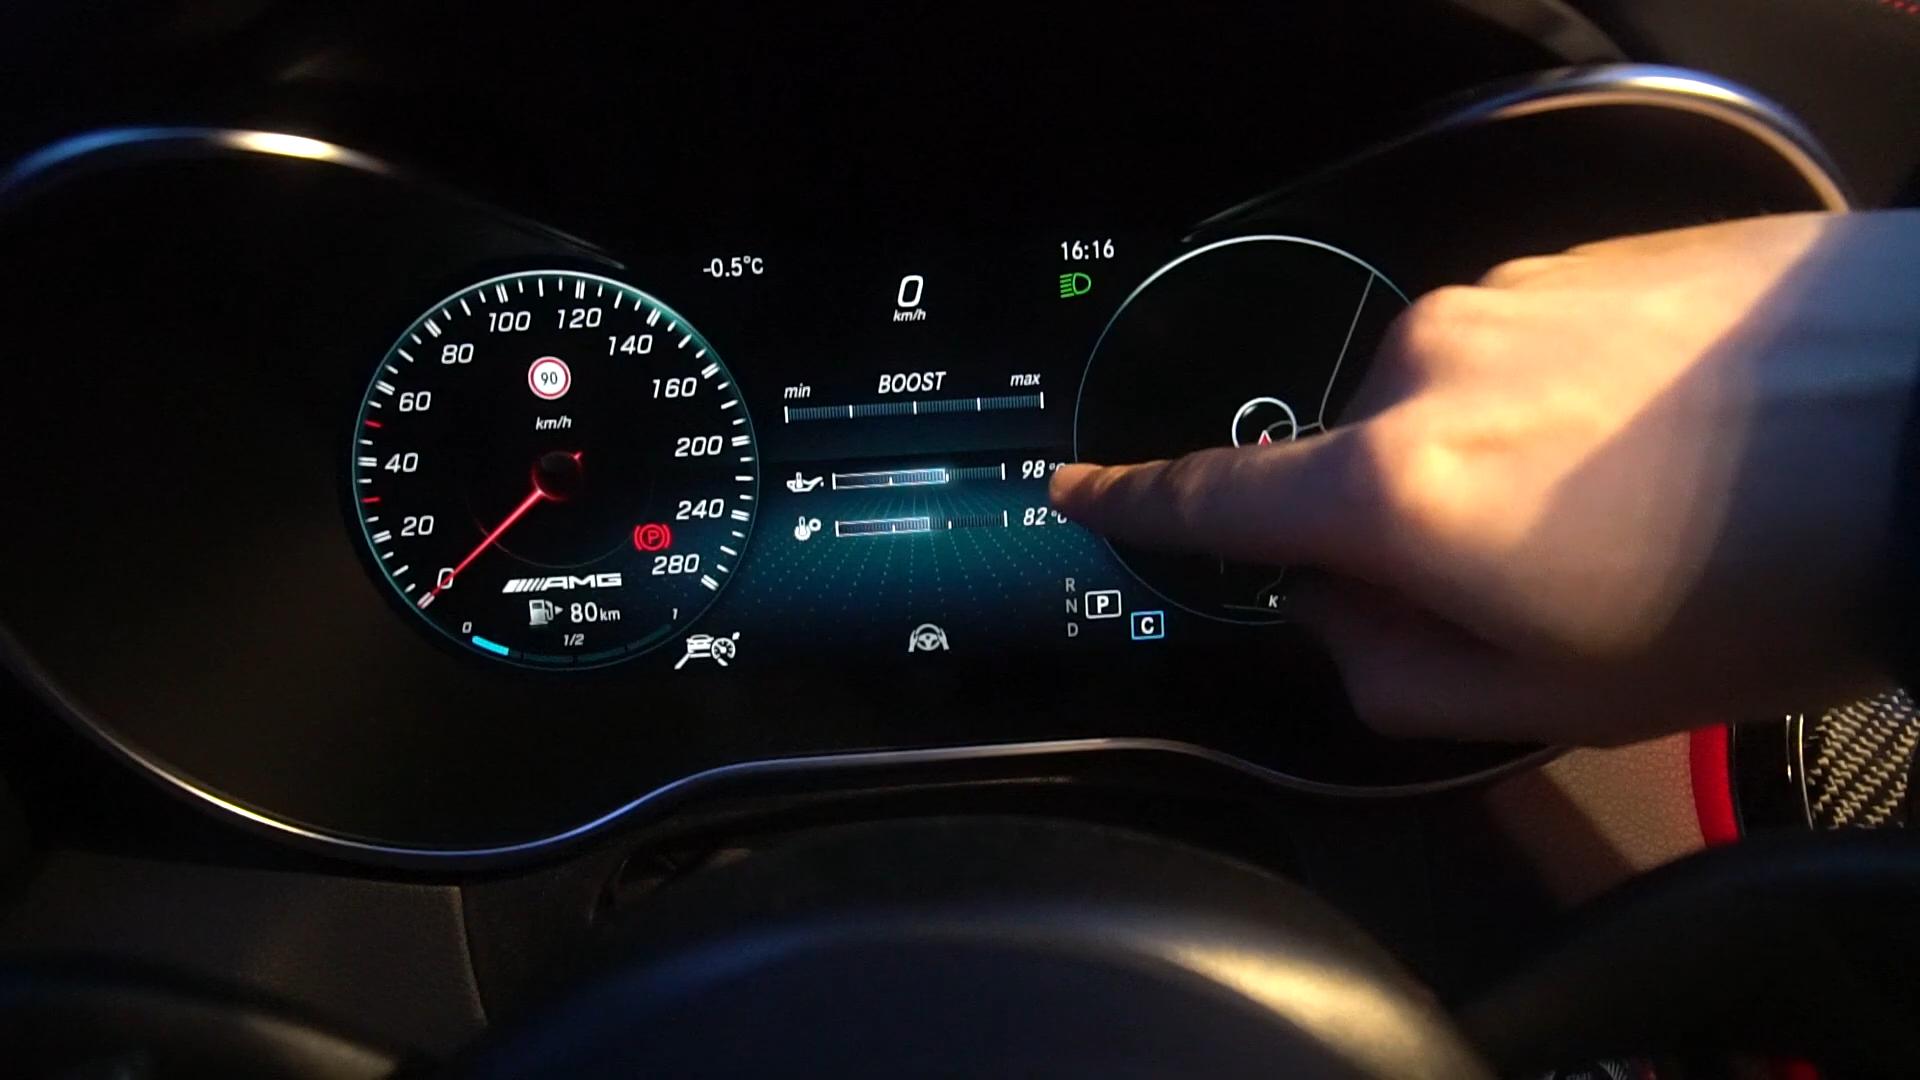 -0.5°C
0
km/h
16:16
100 120
80 140
60 160
40 200
20 240
0 280
90
km/h
P
AMG
80 km
0 1/2 1
min BOOST max
98 °C
82 °C
R
N P
D C
K